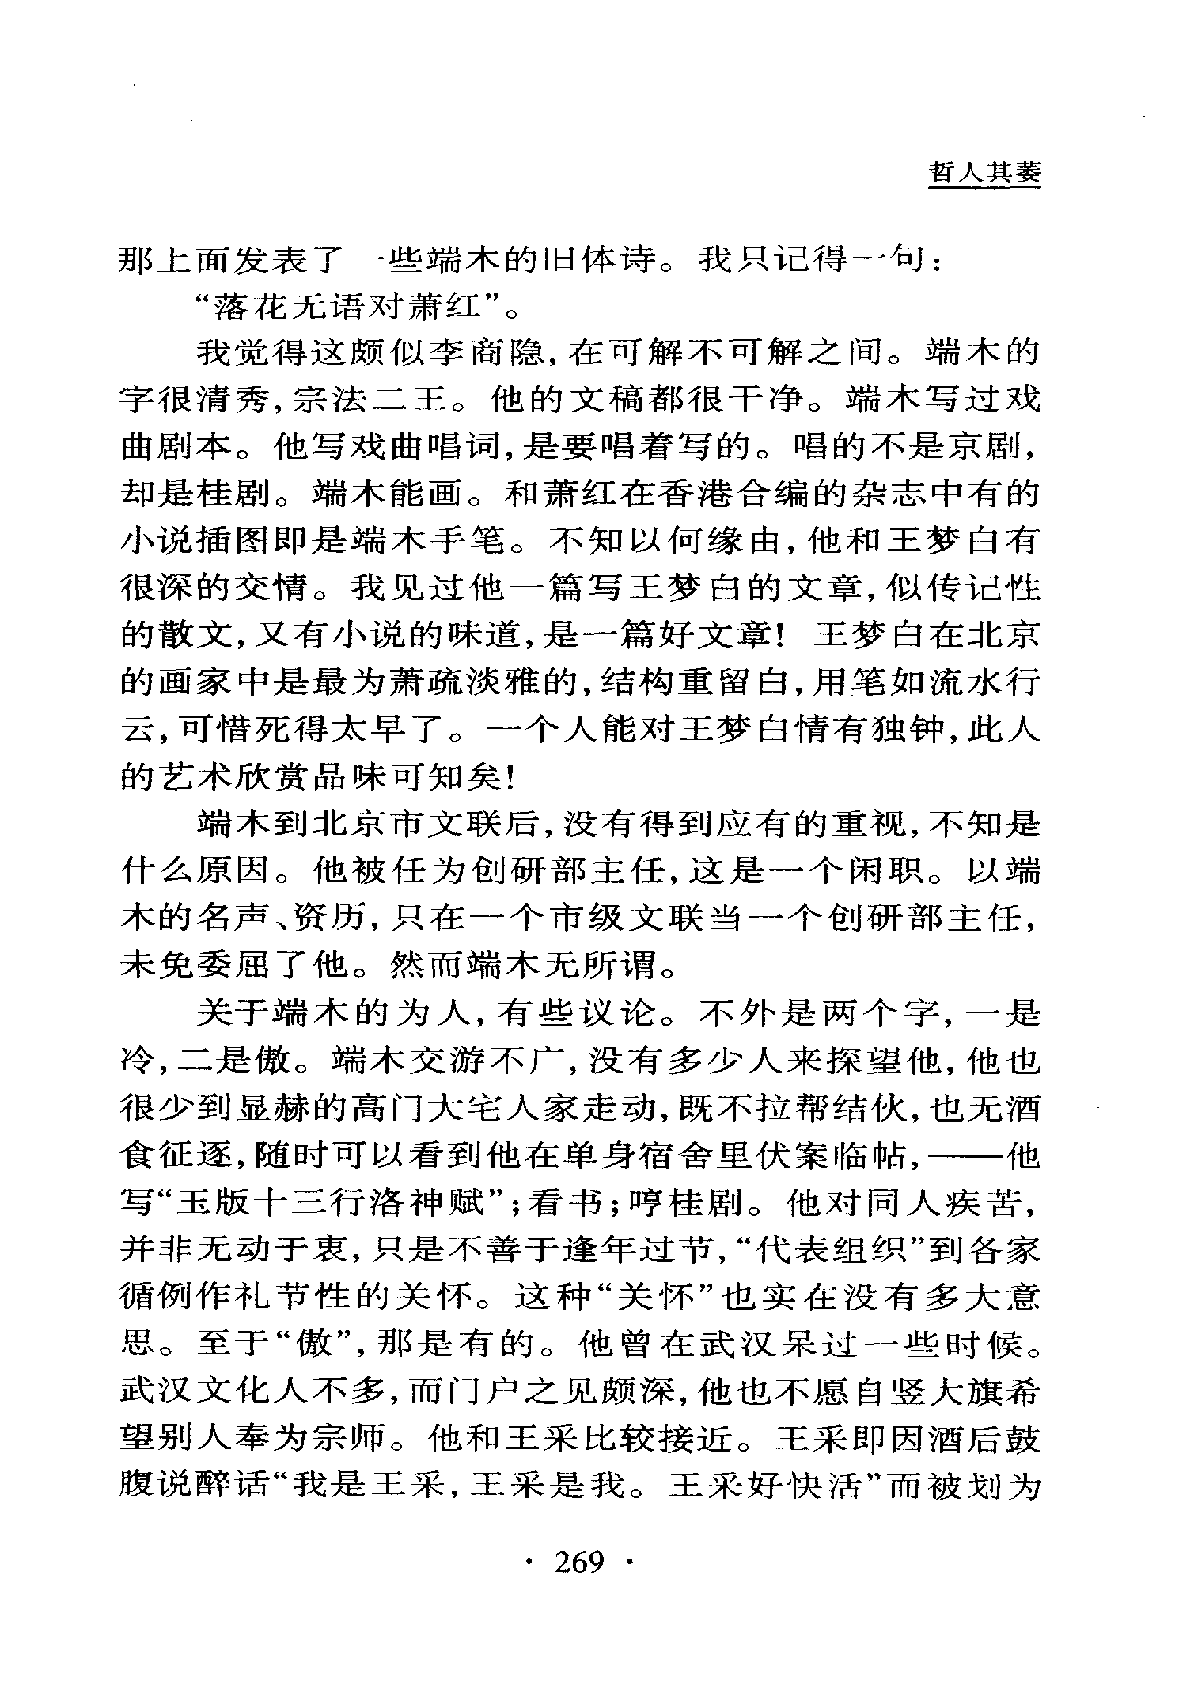 哲人其萎
那上面发表了一些端木的旧体诗。我只记得一句：
“落花无语对萧红”。
我觉得这颇似李商隐，在可解不可解之间。端木的
字很清秀，宗法二王。他的文稿都很干净。端木写过戏
曲剧本。他写戏曲唱词，是要唱着写的。唱的不是京剧，
却是桂剧。端木能画。和萧红在香港合编的杂志中有的
小说插图即是端木手笔。不知以何缘由，他和王梦白有
很深的交情。我见过他一篇写王梦白的文章，似传记性
的散文，又有小说的味道，是一篇好文章！王梦白在北京
的画家中是最为萧疏淡雅的，结构重留白，用笔如流水行
云，可惜死得太早了。一个人能对王梦白情有独钟，此人
的艺术欣赏品味可知矣！
端木到北京市文联后，没有得到应有的重视，不知是
什么原因。他被任为创研部主任，这是一个闲职。以端
木的名声、资历，只在一个市级文联当一个创研部主任，
未免委屈了他。然而端木无所谓。
关于端木的为人，有些议论。不外是两个字，一是
冷，二是傲。端木交游不广，没有多少人来探望他，他也
很少到显赫的高门大宅人家走动，既不拉帮结伙，也无酒
食征逐，随时可以看到他在单身宿舍里伏案临帖，——他
写“玉版十三行洛神赋”；看书；哼桂剧。他对同人疾苦，
并非无动于衷，只是不善于逢年过节，“代表组织”到各家
循例作礼节性的关怀。这种“关怀”也实在没有多大意
思。至于“傲”，那是有的。他曾在武汉呆过一些时候。
武汉文化人不多，而门户之见颇深，他也不愿自竖大旗希
望别人奉为宗师。他和王采比较接近。王采即因酒后鼓
腹说醉话“我是王采，王采是我。王采好快活”而被划为
· 269 ·